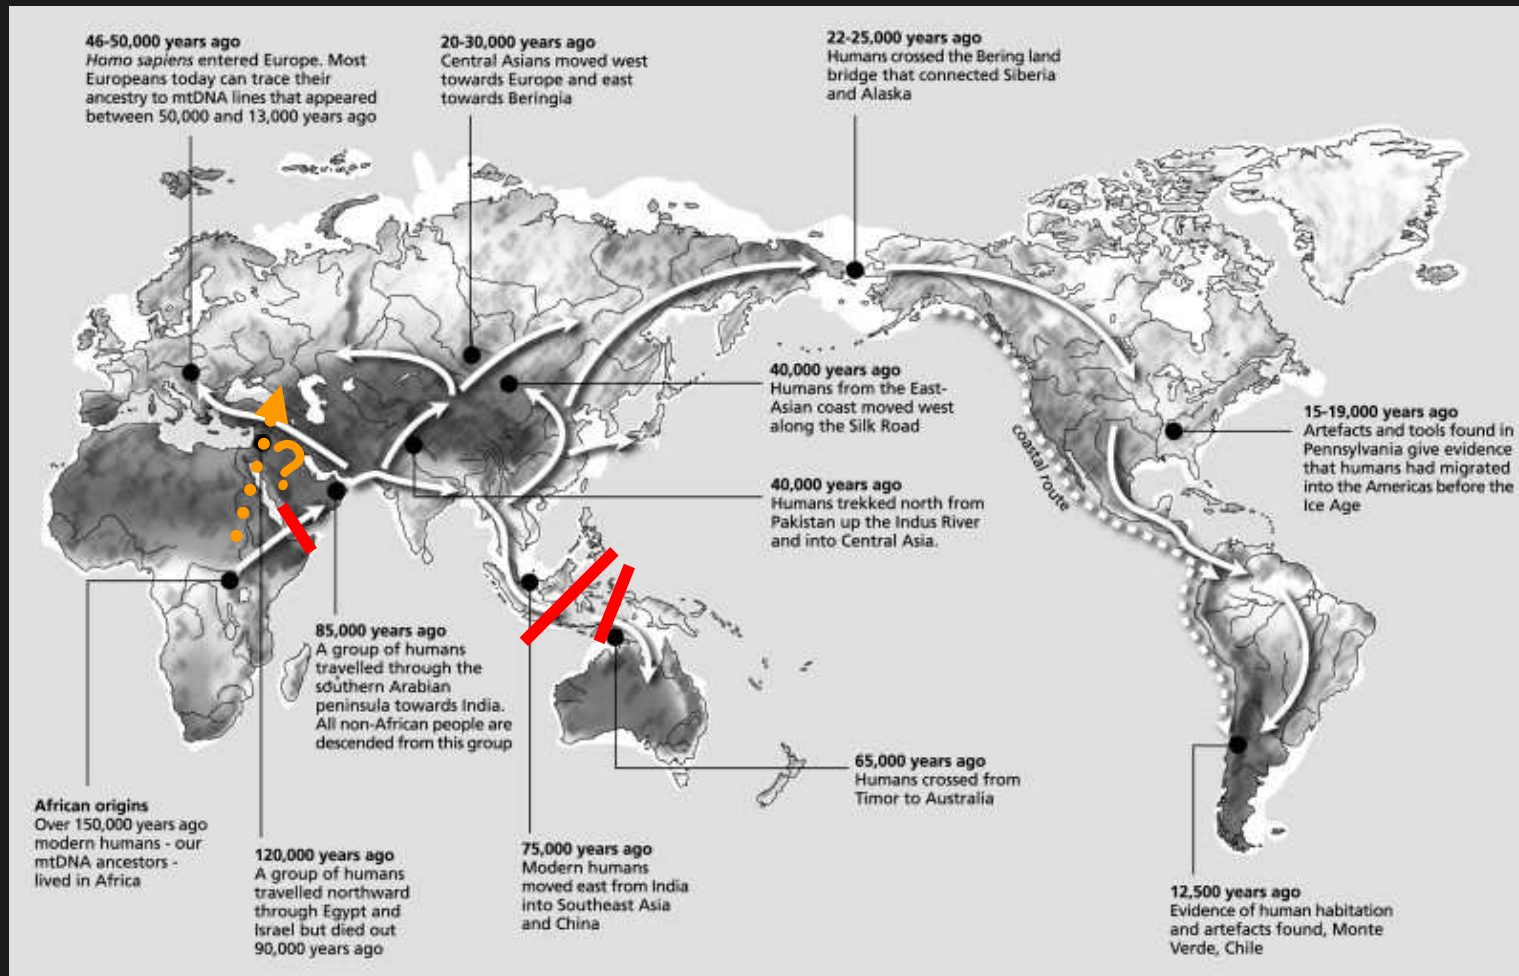 46-50,000 years ago
Homo sapiens entered Europe. Most
Europeans today can trace their
ancestry to mtDNA lines that appeared
between 50,000 and 13,000 years ago
20-30,000 years ago
Central Asians moved west
towards Europe and east
towards Beringia
22-25,000 years ago
Humans crossed the Bering land
bridge that connected Siberia
and Alaska
40,000 years ago
Humans from the East-
Asian coast moved west
along the Silk Road
15-19,000 years ago
Artefacts and tools found in
Pennsylvania give evidence
that humans had migrated
into the Americas before the
Ice Age
coastal route
?
40,000 years ago
Humans trekked north from
Pakistan up the Indus River
and into Central Asia.
85,000 years ago
A group of humans
travelled through the
southern Arabian
peninsula towards India.
All non-African people are
descended from this group
65,000 years ago
Humans crossed from
Timor to Australia
African origins
Over 150,000 years ago
modern humans - our
mtDNA ancestors -
lived in Africa
120,000 years ago
A group of humans
travelled northward
through Egypt and
Israel but died out
90,000 years ago
75,000 years ago
Modern humans
moved east from India
into Southeast Asia
and China
12,500 years ago
Evidence of human habitation
and artefacts found, Monte
Verde, Chile